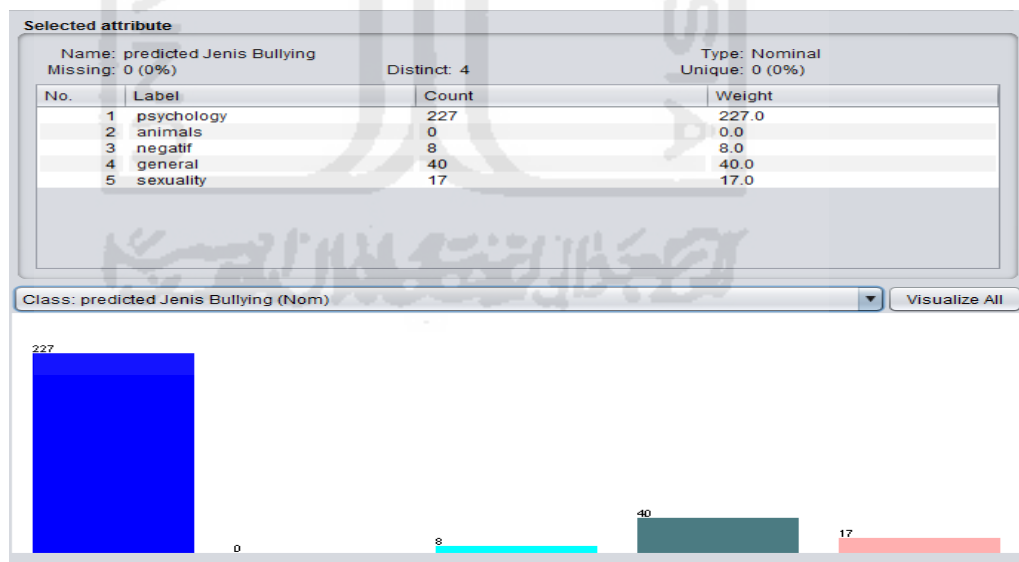 Selected attribute
Name: predicted Jenis Bullying Type: Nominal
Missing: 0 (0%) Distinct: 4 Unique: 0 (0%)
No. Label Count Weight
1 psychology 227 227.0
2 animals 0 0.0
3 negatif 8 8.0
4 general 40 40.0
5 sexuality 17 17.0
Class: predicted Jenis Bullying (Nom) Visualize All
227
0
8
40
17